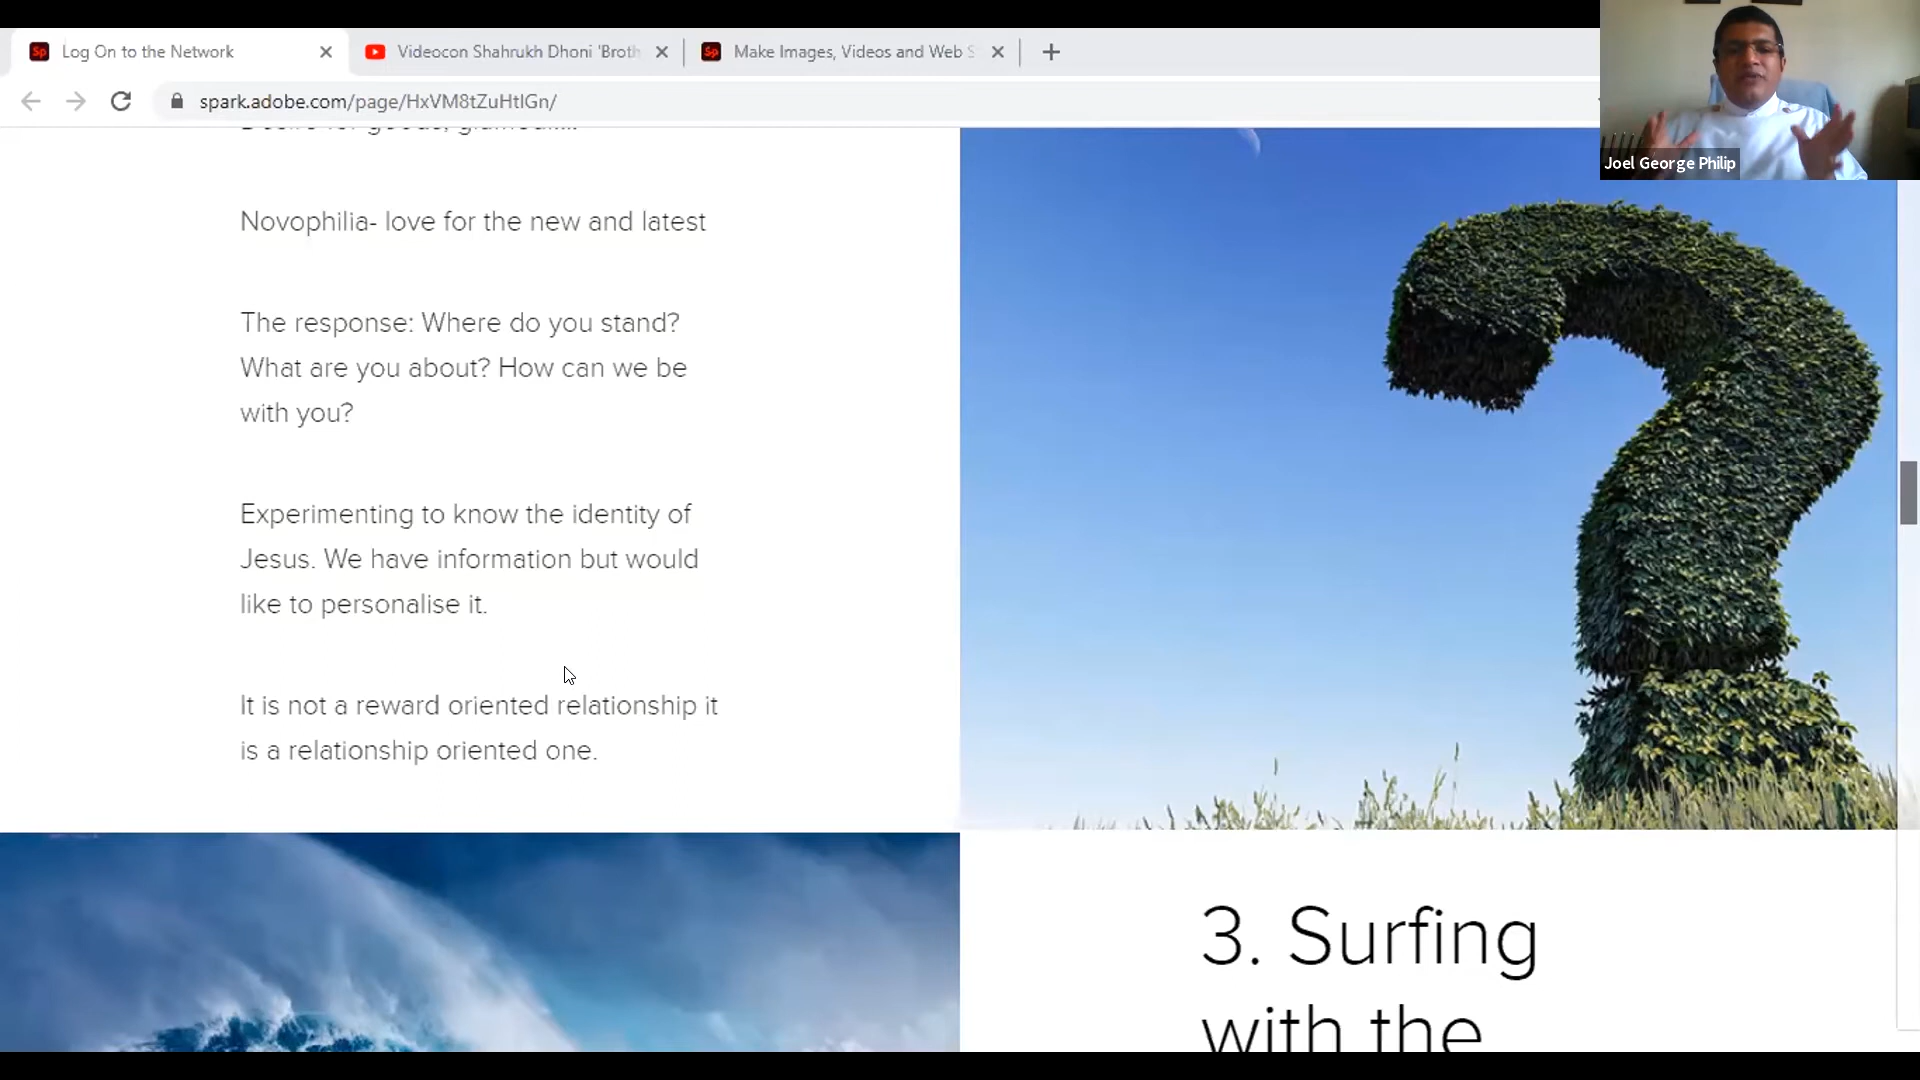 Log On to the Network
Videocon Shahrukh Dhoni 'Broth
Make Images, Videos and Web S
spark.adobe.com/page/HxVM8tZuHtlGn/
Joel George Philip
Novophilia- love for the new and latest
The response: Where do you stand?
What are you about? How can we be
with you?
Experimenting to know the identity of
Jesus. We have information but would
like to personalise it.
It is not a reward oriented relationship it
is a relationship oriented one.
3. Surfing
with the